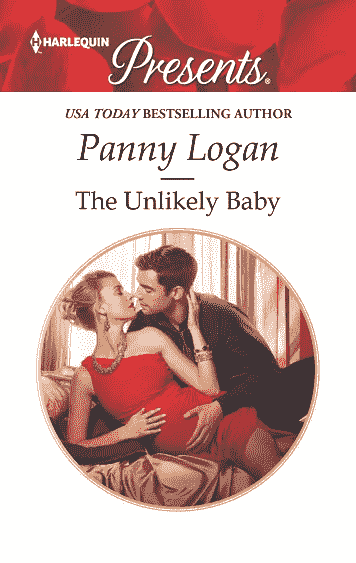 HARLEQUIN
Presents®
USA TODAY BESTSELLING AUTHOR
Panny Logan
The Unlikely Baby